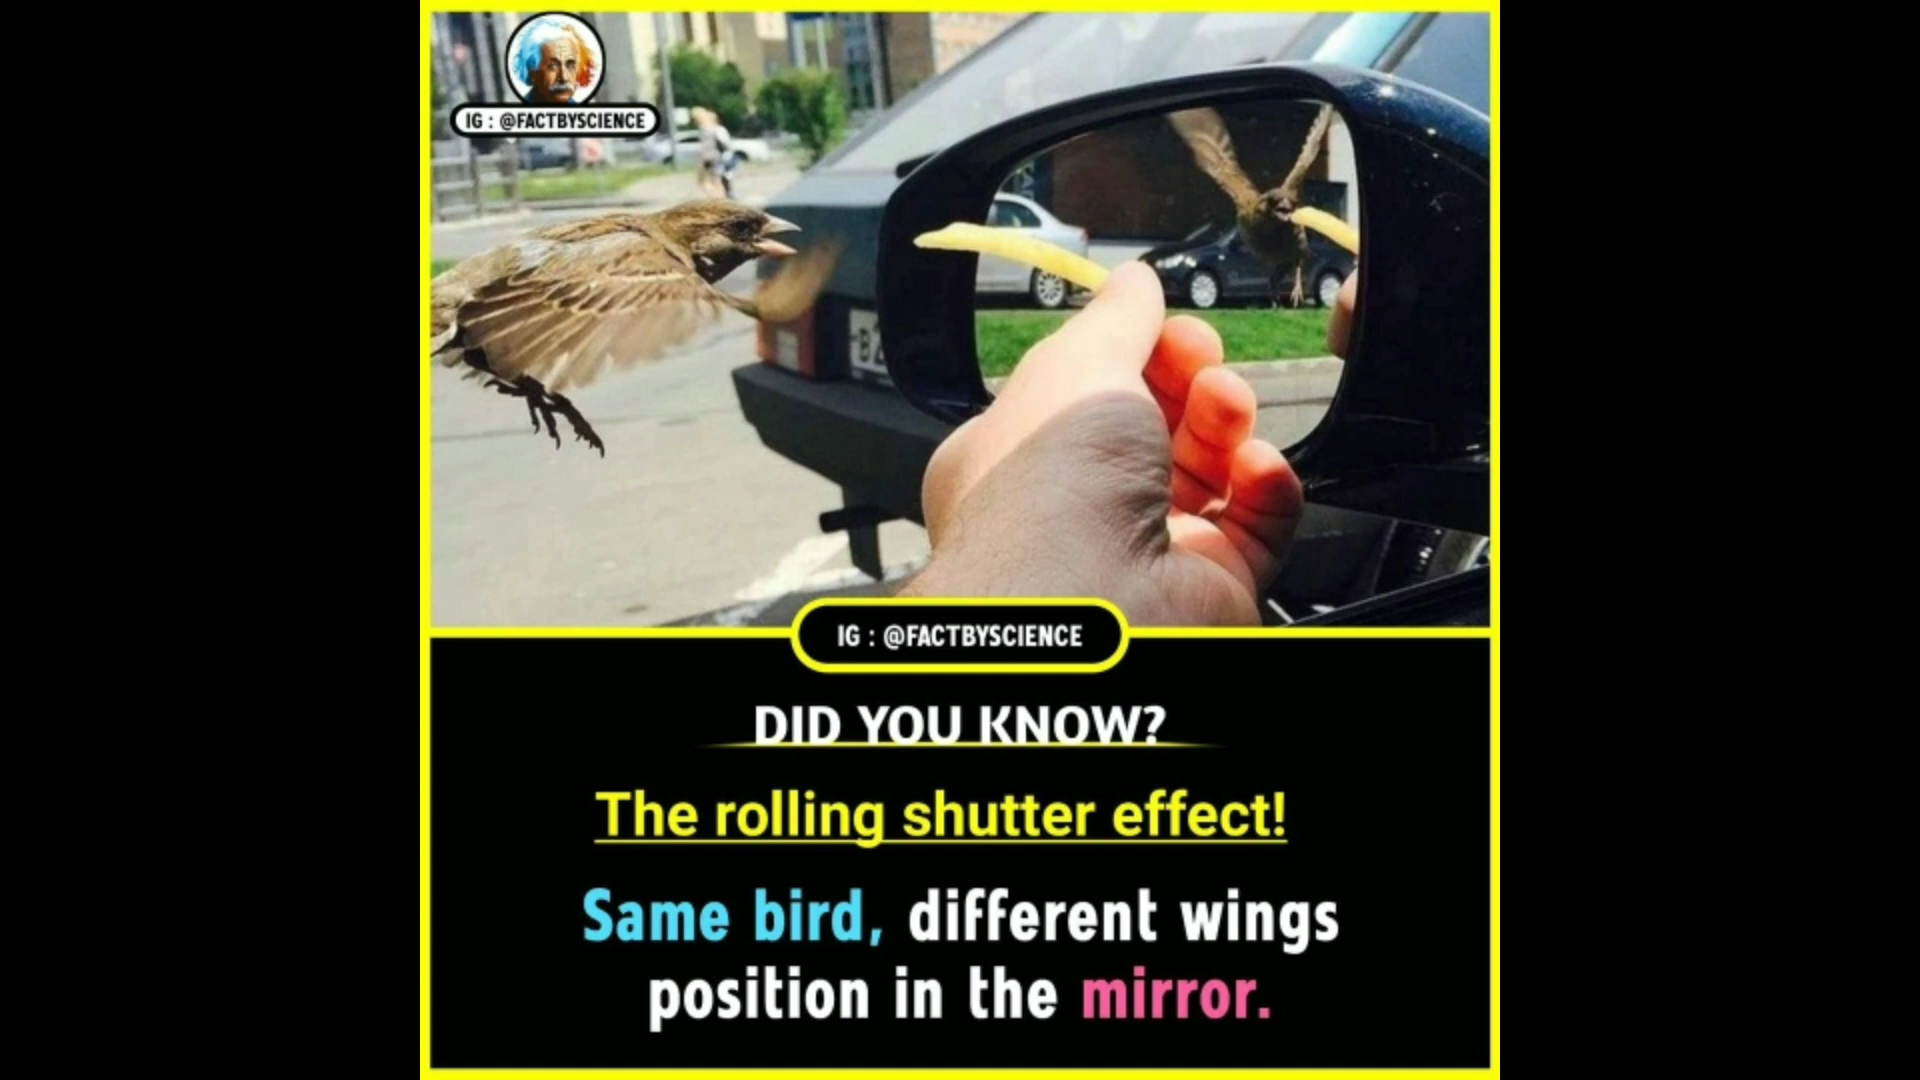 IG : @FACTBYSCIENCE
IG : @FACTBYSCIENCE
DID YOU KNOW?
The rolling shutter effect!
Same bird, different wings
position in the mirror.